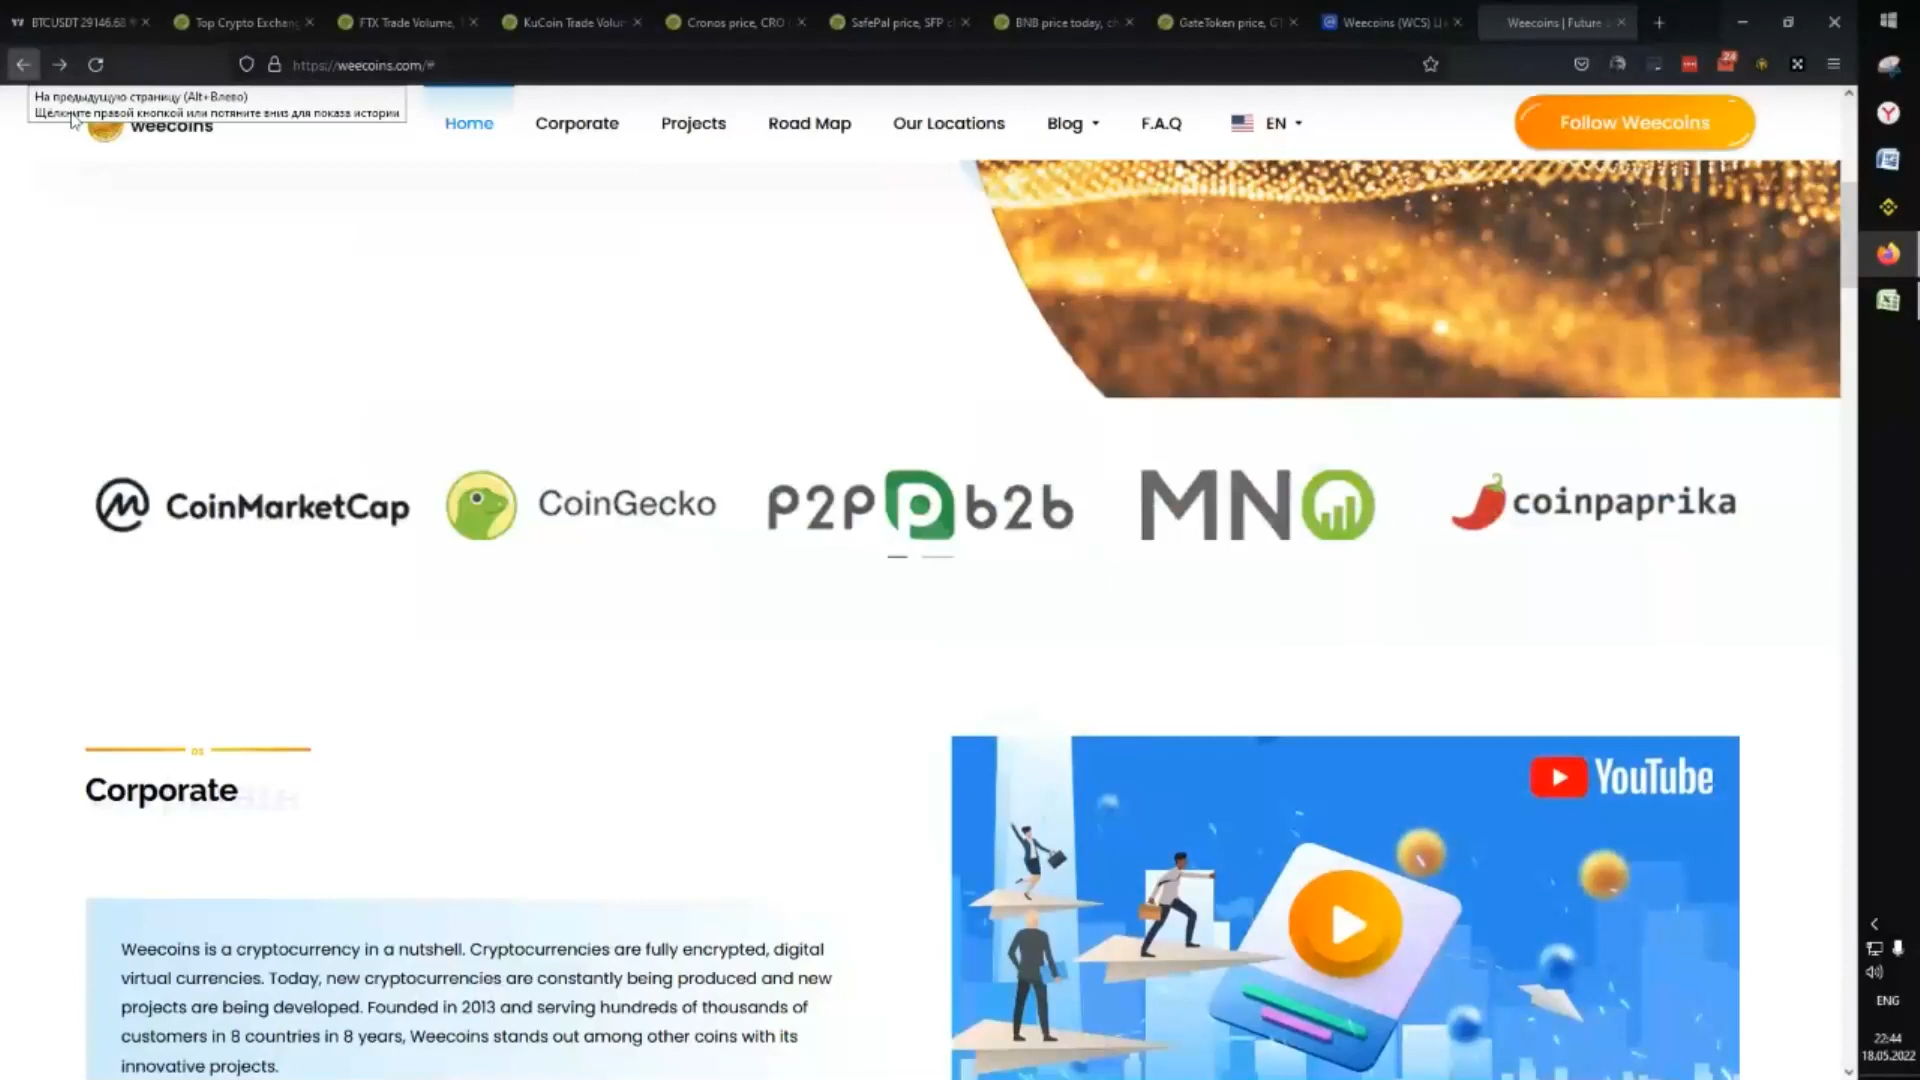 BTCUSDT 29146.68
Top Crypto Exchang
FTX Trade Volume,
KuCoin Trade Volu
Cronos price, CRO
SafePal price, SFP c
BNB price today, ch
GateToken price, GT
Weecoins (WCS) Li
Weecoins | Future
https://weecoins.com/#
24
На предыдущую страницу (Alt+Влево)
Щёлкните правой кнопкой или потяните вниз для показа истории
weecoins
Home
Corporate
Projects
Road Map
Our Locations
Blog
F.A.Q
EN
Follow Weecoins
CoinMarketCap
CoinGecko
P2P b2b
MN
coinpaprika
Corporate
YouTube
Weecoins is a cryptocurrency in a nutshell. Cryptocurrencies are fully encrypted, digital
virtual currencies. Today, new cryptocurrencies are constantly being produced and new
projects are being developed. Founded in 2013 and serving hundreds of thousands of
customers in 8 countries in 8 years, Weecoins stands out among other coins with its
innovative projects.
ENG
22:44
18.05.2022